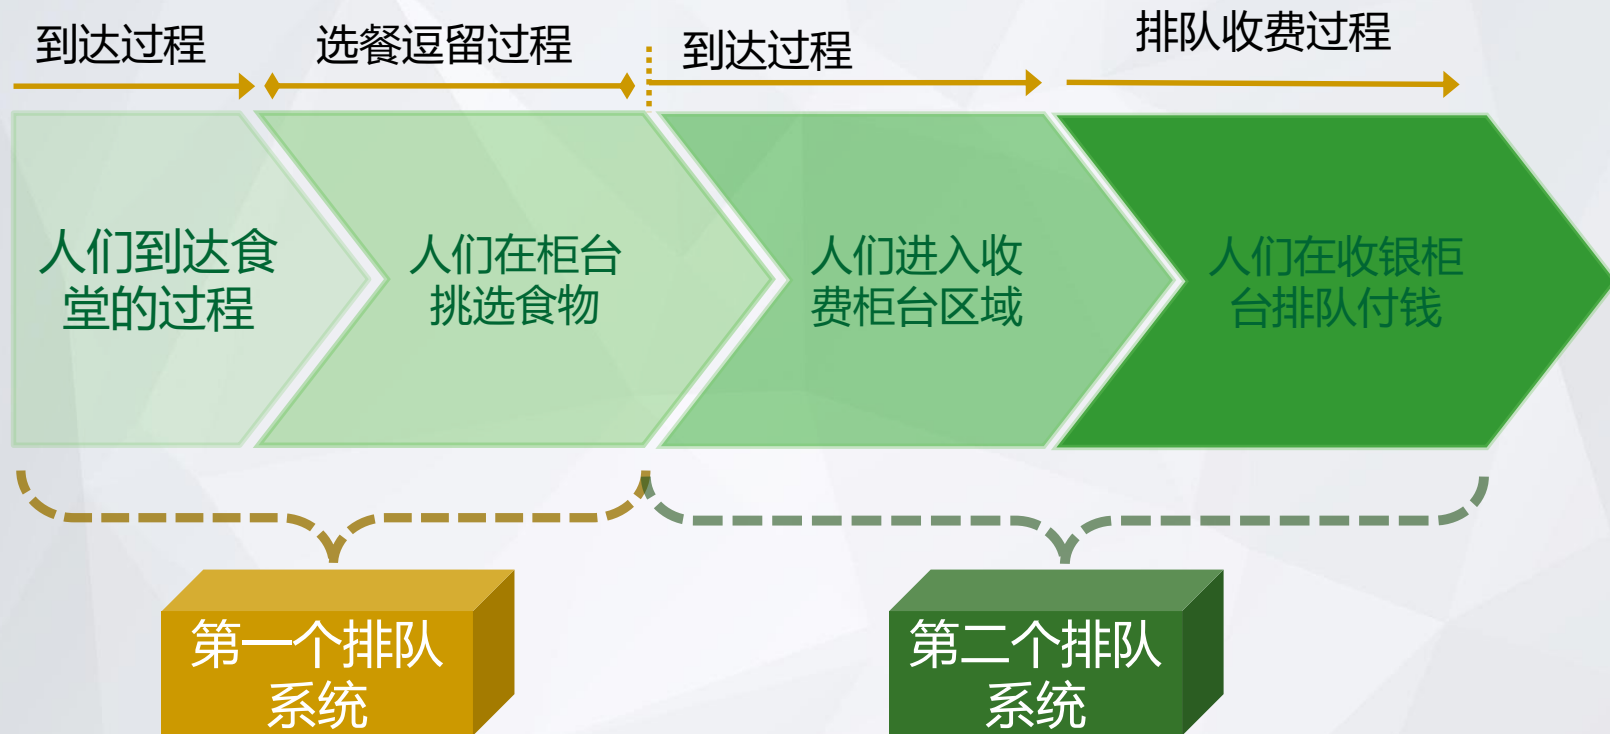 到达过程
选餐逗留过程
到达过程
排队收费过程
人们到达食
堂的过程
人们在柜台
挑选食物
人们进入收
费柜台区域
人们在收银柜
台排队付钱
第一个排队
系统
第二个排队
系统